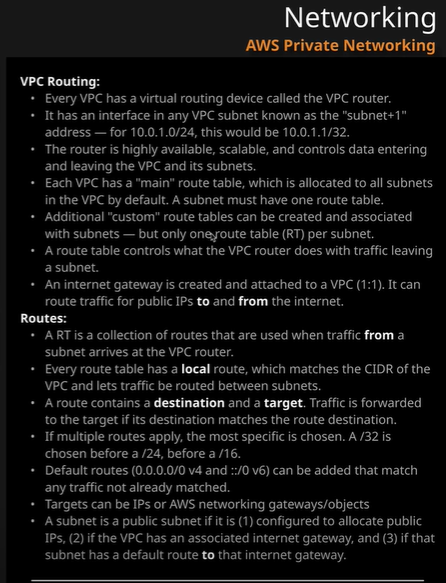 Networking
AWS Private Networking
VPC Routing:
• Every VPC has a virtual routing device called the VPC router.
• It has an interface in any VPC subnet known as the "subnet+1"
address — for 10.0.1.0/24, this would be 10.0.1.1/32.
• The router is highly available, scalable, and controls data entering
and leaving the VPC and its subnets.
• Each VPC has a "main" route table, which is allocated to all subnets
in the VPC by default. A subnet must have one route table.
• Additional "custom" route tables can be created and associated
with subnets — but only one route table (RT) per subnet.
• A route table controls what the VPC router does with traffic leaving
a subnet.
• An internet gateway is created and attached to a VPC (1:1). It can
route traffic for public IPs to and from the internet.
Routes:
• A RT is a collection of routes that are used when traffic from a
subnet arrives at the VPC router.
• Every route table has a local route, which matches the CIDR of the
VPC and lets traffic be routed between subnets.
• A route contains a destination and a target. Traffic is forwarded
to the target if its destination matches the route destination.
• If multiple routes apply, the most specific is chosen. A /32 is
chosen before a /24, before a /16.
• Default routes (0.0.0.0/0 v4 and ::/0 v6) can be added that match
any traffic not already matched.
• Targets can be IPs or AWS networking gateways/objects
• A subnet is a public subnet if it is (1) configured to allocate public
IPs, (2) if the VPC has an associated internet gateway, and (3) if that
subnet has a default route to that internet gateway.